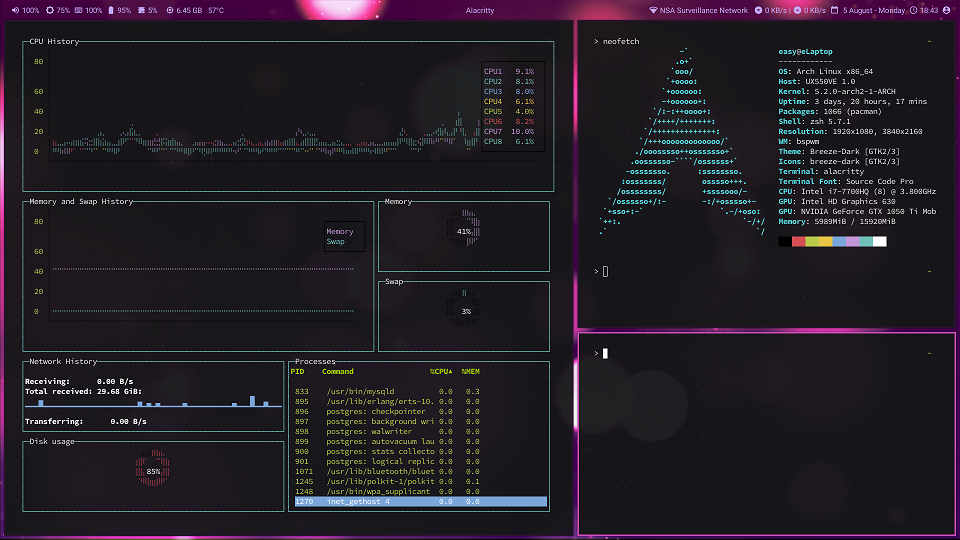 100% 75% 100% 95% 5% 6.45 GB 57°C
Alacritty
NSA Surveillance Network 0 KB/s | 0 KB/s 5 August - Monday 18:43
CPU History
80
60
40
20
0
CPU1 9.1%
CPU2 8.1%
CPU3 8.0%
CPU4 6.1%
CPU5 4.0%
CPU6 8.2%
CPU7 10.0%
CPU8 6.1%
Memory and Swap History
80
60
40
20
0
Memory
Swap
Memory
41%
Swap
3%
Network History
Receiving: 0.00 B/s
Total received: 29.68 GiB:
Transferring: 0.00 B/s
Disk usage
85%
Processes
PID Command %CPU▲ %MEM
833 /usr/bin/mysqld 0.0 0.3
895 /usr/lib/erlang/erts-10. 0.0 0.0
896 postgres: checkpointer 0.0 0.0
897 postgres: background wri 0.0 0.0
898 postgres: walwriter 0.0 0.0
899 postgres: autovacuum lau 0.0 0.0
900 postgres: stats collecto 0.0 0.0
901 postgres: logical replic 0.0 0.0
1071 /usr/lib/bluetooth/bluet 0.0 0.0
1245 /usr/lib/polkit-1/polkit 0.0 0.1
1248 /usr/bin/wpa_supplicant 0.0 0.0
1270 inet_gethost 4 0.0 0.0
> neofetch ~
easy@eLaptop
------------
OS: Arch Linux x86_64
Host: UX550VE 1.0
Kernel: 5.2.0-arch2-1-ARCH
Uptime: 3 days, 20 hours, 17 mins
Packages: 1066 (pacman)
Shell: zsh 5.7.1
Resolution: 1920x1080, 3840x2160
WM: bspwm
Theme: Breeze-Dark [GTK2/3]
Icons: breeze-dark [GTK2/3]
Terminal: alacritty
Terminal Font: Source Code Pro
CPU: Intel i7-7700HQ (8) @ 3.800GHz
GPU: Intel HD Graphics 630
GPU: NVIDIA GeForce GTX 1050 Ti Mob
Memory: 5989MiB / 15920MiB
> ~
> ~